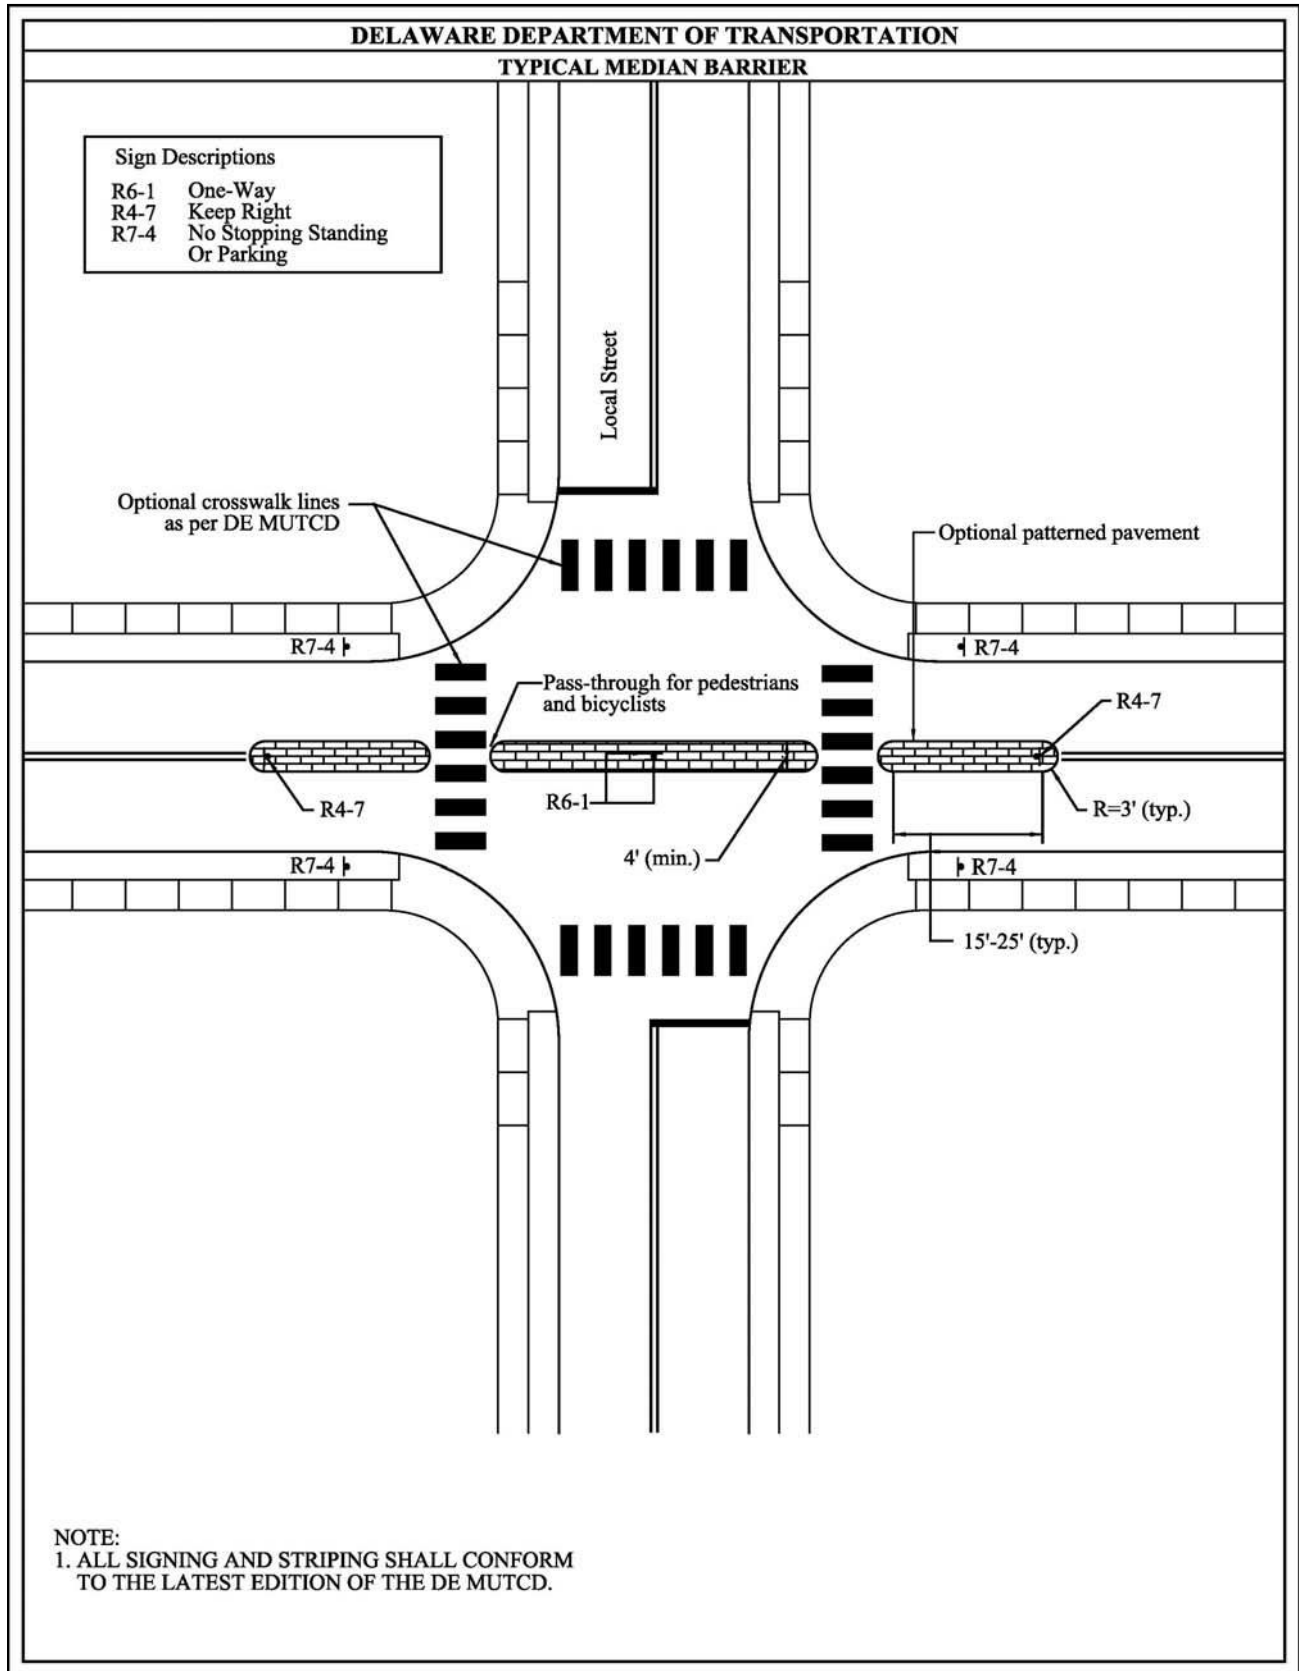 DELAWARE DEPARTMENT OF TRANSPORTATION
TYPICAL MEDIAN BARRIER
Sign Descriptions
R6-1 One-Way
R4-7 Keep Right
R7-4 No Stopping Standing
Or Parking
Local Street
Optional crosswalk lines
as per DE MUTCD
Optional patterned pavement
R7-4
R7-4
Pass-through for pedestrians
and bicyclists
R4-7
R4-7
R6-1
R=3' (typ.)
4' (min.)
R7-4
R7-4
15'-25' (typ.)
NOTE:
1. ALL SIGNING AND STRIPING SHALL CONFORM
TO THE LATEST EDITION OF THE DE MUTCD.